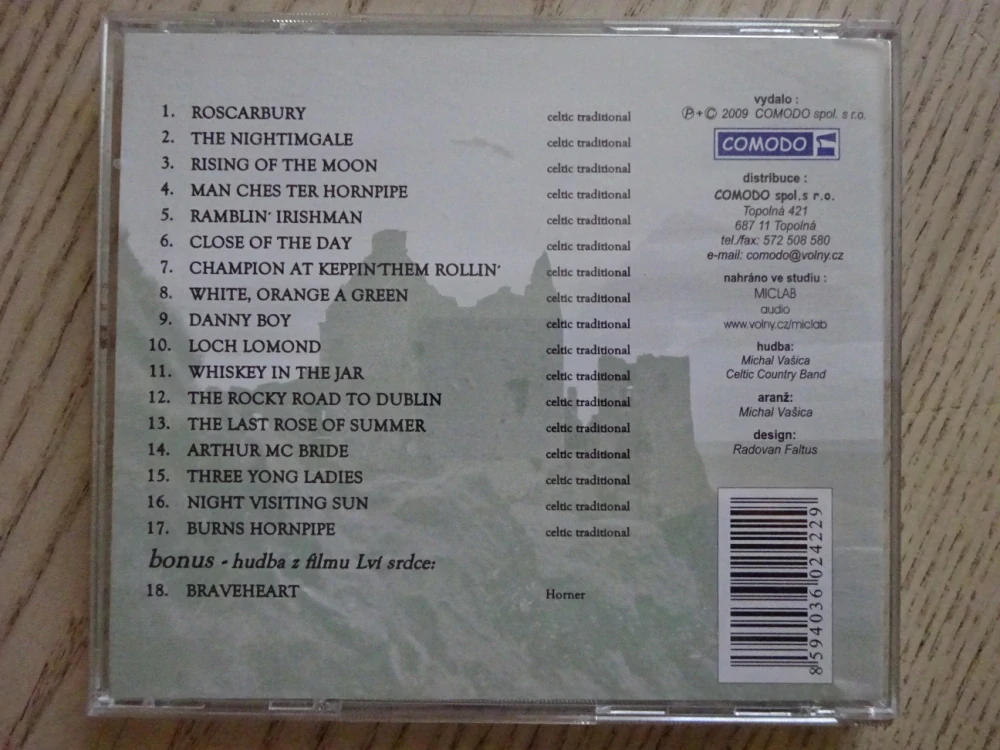 1. ROSCARBURY celtic traditional
2. THE NIGHTIMGALE celtic traditional
3. RISING OF THE MOON celtic traditional
4. MAN CHES TER HORNPIPE celtic traditional
5. RAMBLIN´ IRISHMAN celtic traditional
6. CLOSE OF THE DAY celtic traditional
7. CHAMPION AT KEPPIN´THEM ROLLIN´ celtic traditional
8. WHITE, ORANGE A GREEN celtic traditional
9. DANNY BOY celtic traditional
10. LOCH LOMOND celtic traditional
11. WHISKEY IN THE JAR celtic traditional
12. THE ROCKY ROAD TO DUBLIN celtic traditional
13. THE LAST ROSE OF SUMMER celtic traditional
14. ARTHUR MC BRIDE celtic traditional
15. THREE YONG LADIES celtic traditional
16. NIGHT VISITING SUN celtic traditional
17. BURNS HORNPIPE celtic traditional
bonus - hudba z filmu Lví srdce:
18. BRAVEHEART Horner
vydalo :
℗+© 2009 COMODO spol. s r.o.
COMODO
distribuce :
COMODO spol.s r.o.
Topolná 421
687 11 Topolná
tel./fax: 572 508 580
e-mail: comodo@volny.cz
nahráno ve studiu :
MICLAB
audio
www.volny.cz/miclab
hudba:
Michal Vašica
Celtic Country Band
aranž:
Michal Vašica
design:
Radovan Faltus
8 594036 024229